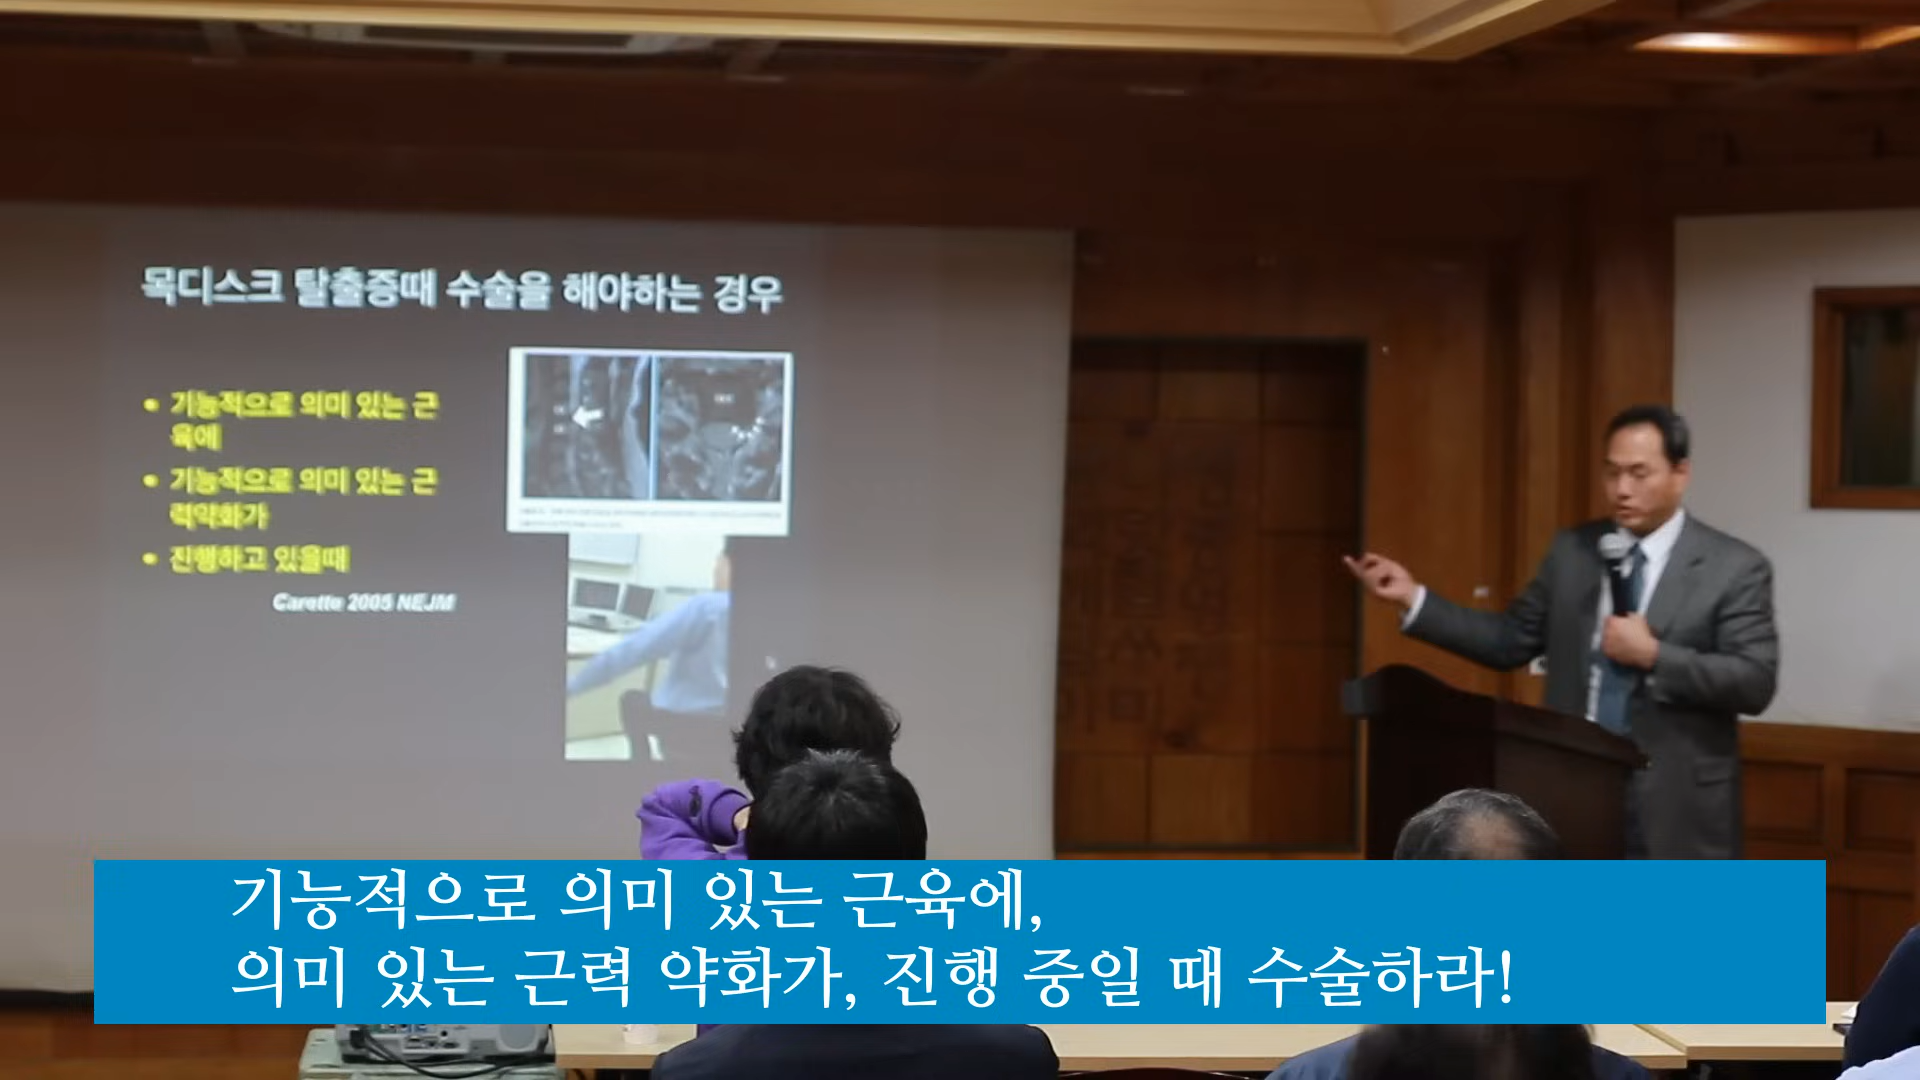 목디스크 탈출증때 수술을 해야하는 경우
• 기능적으로 의미 있는 근
육에
• 기능적으로 의미 있는 근
력약화가
• 진행하고 있을때
Carette 2005 NEJM
기능적으로 의미 있는 근육에,
의미 있는 근력 약화가, 진행 중일 때 수술하라!